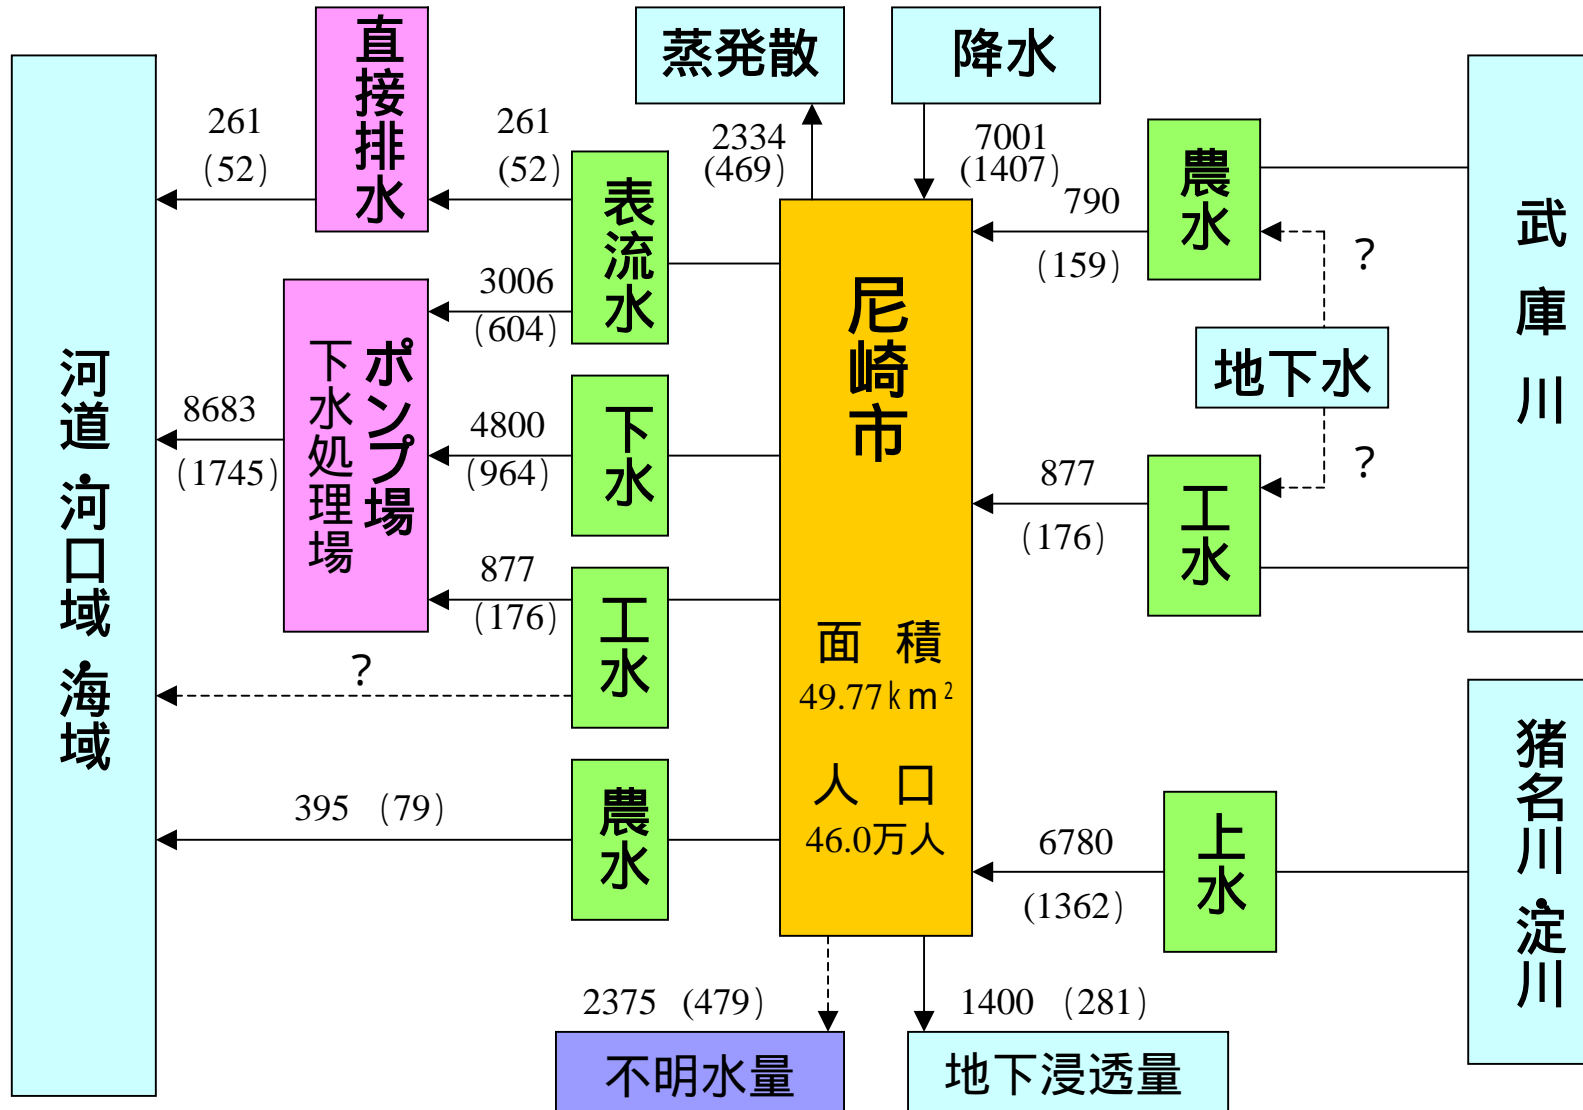 直接排水
蒸発散
降水
261
(52)
261
(52)
2334
(469)
7001
(1407)
農水
790
(159)
?
武庫川
表流水
3006
(604)
尼崎市
地下水
河道・河口域・海域
ポンプ場
下水処理場
8683
(1745)
下水
4800
(964)
877
(176)
工水
?
877
(176)
工水
?
面積
49.77km²
人口
46.0万人
395 (79)
農水
6780
(1362)
上水
猪名川・淀川
2375 (479)
1400 (281)
不明水量
地下浸透量